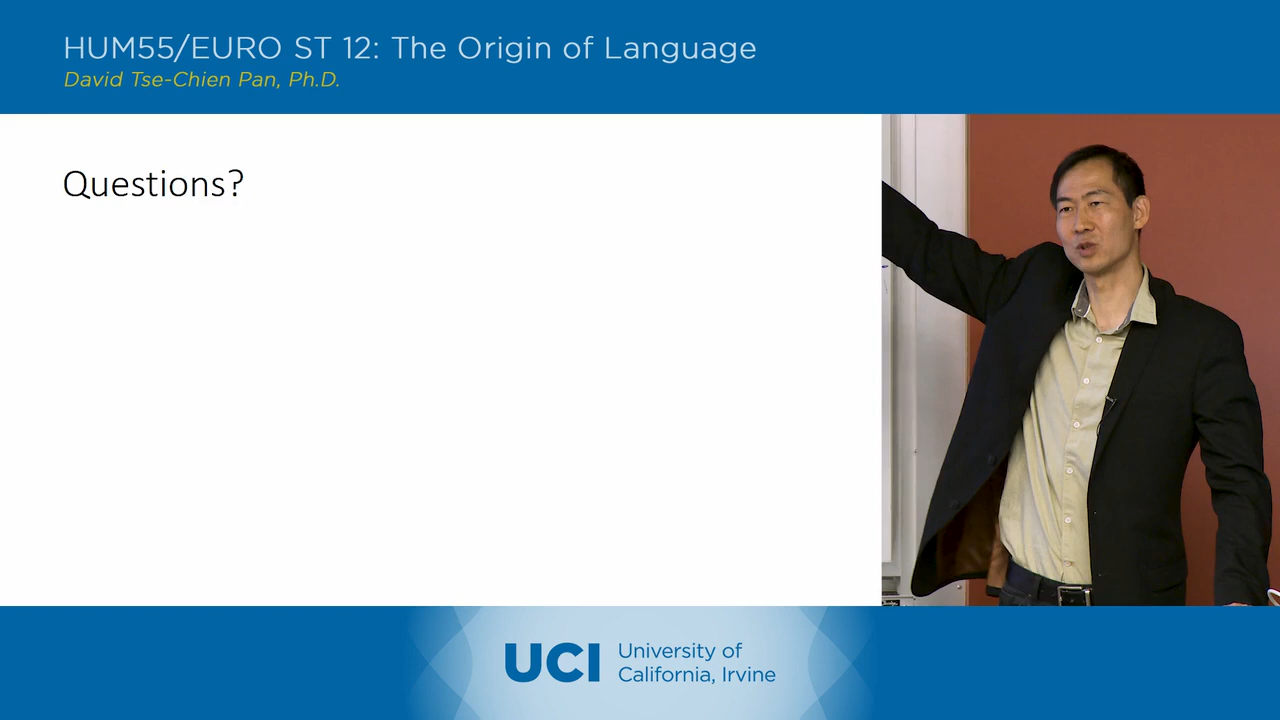 HUM55/EURO ST 12: The Origin of Language
David Tse-Chien Pan, Ph.D.
Questions?
UCI University of
California, Irvine